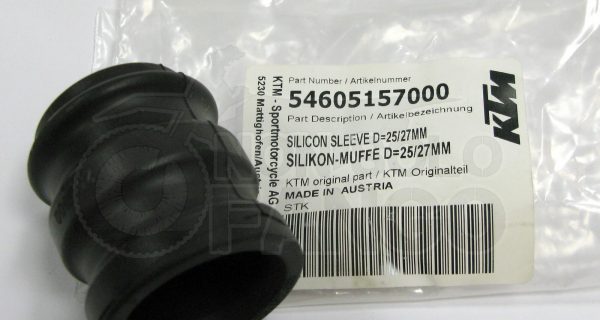 Part Number / Artikelnummer
54605157000
Part Description / Artikelbezeichnung
SILICON SLEEVE D=25/27MM
SILIKON-MUFFE D=25/27MM
KTM original part / KTM Originalteil
MADE IN AUSTRIA
STK
KTM - Sportmotorcycle AG
5230 Mattighofen/Austria
KTM